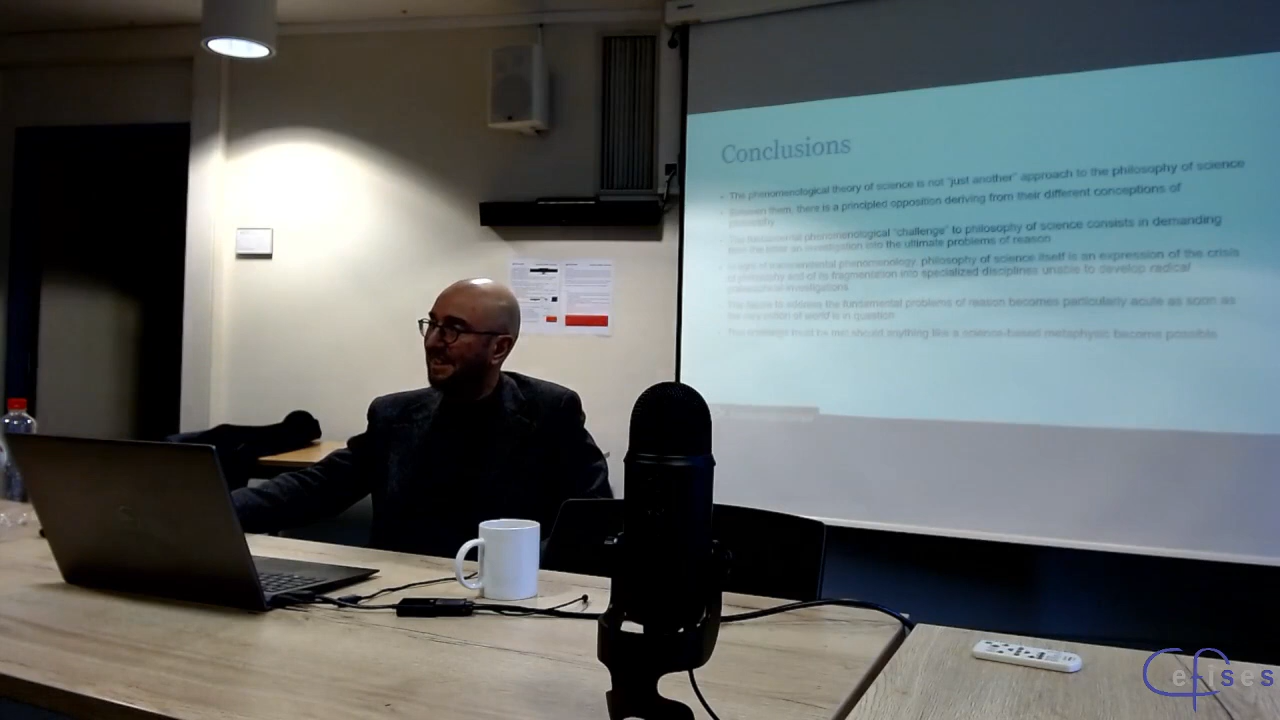 Conclusions
The phenomenological theory of science is not "just another" approach to the philosophy of science
Between them, there is a principled opposition deriving from their different conceptions of
philosophy
The fundamental phenomenological "challenge" to philosophy of science consists in demanding
from the latter an investigation into the ultimate problems of reason
In light of transcendental phenomenology, philosophy of science itself is an expression of the crisis
of philosophy and of its fragmentation into specialized disciplines unable to develop radical
philosophical investigations
The failure to address the fundamental problems of reason becomes particularly acute as soon as
the very notion of world is in question
This challenge must be met should anything like a science-based metaphysic become possible
Cefises